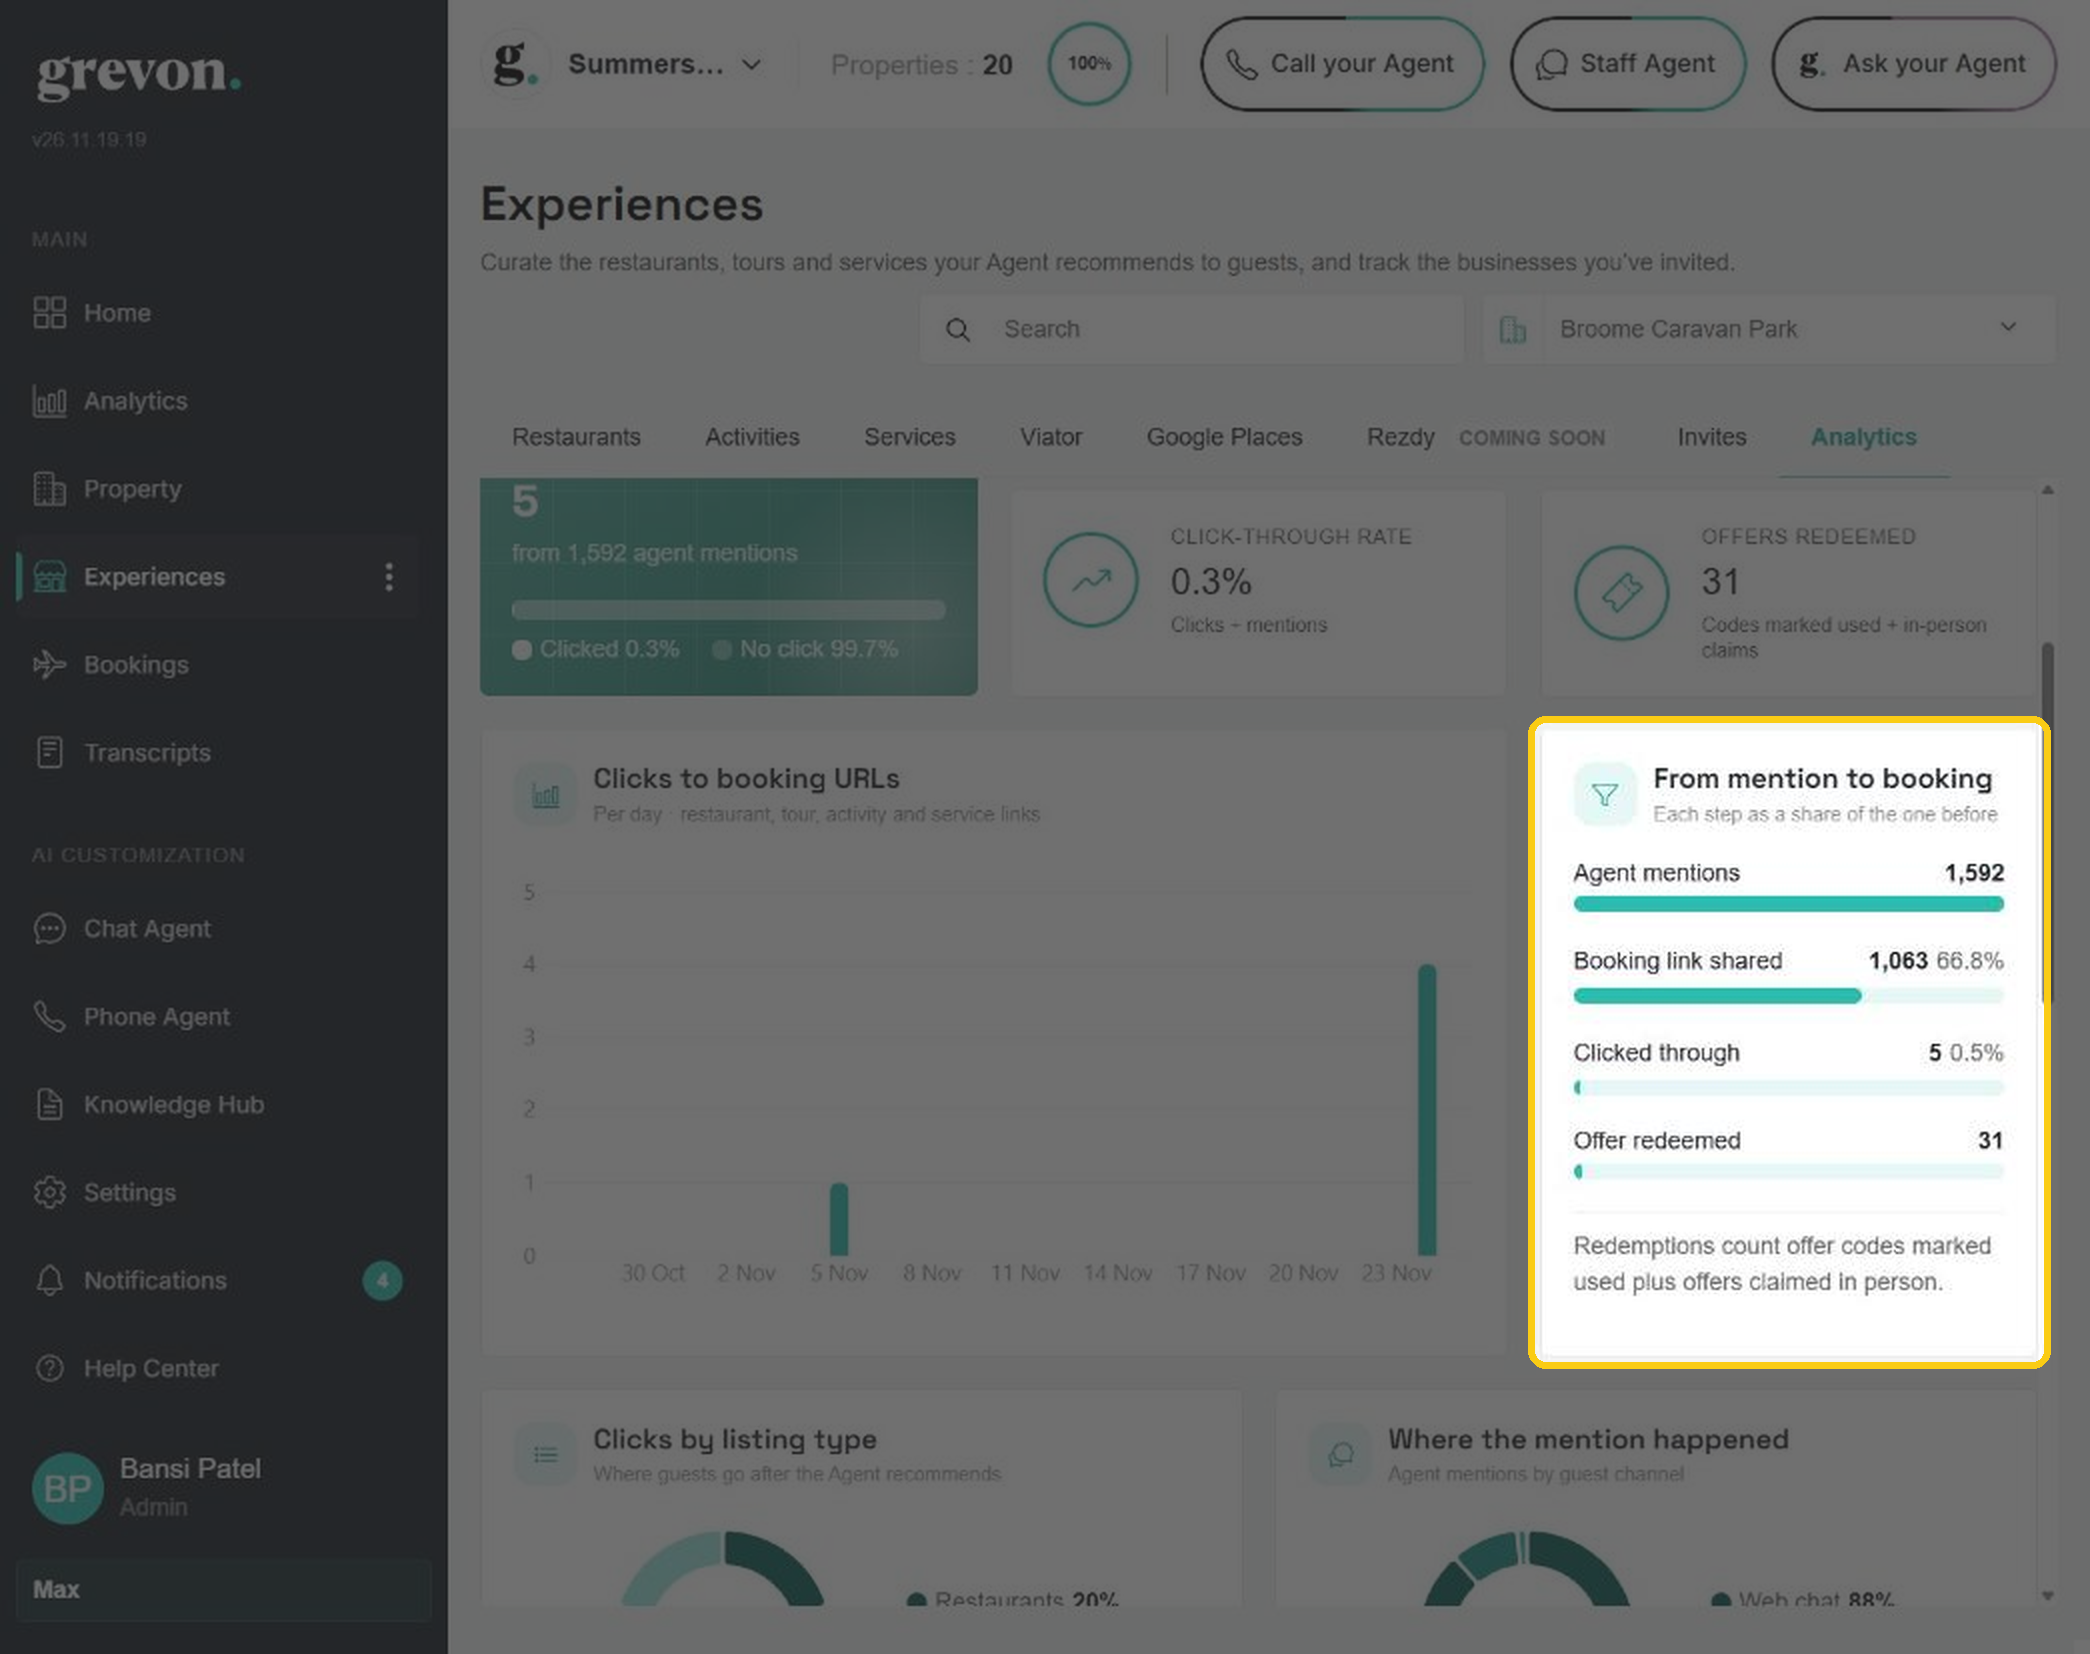 grevon.
v26.11.19.19
MAIN
Home
Analytics
Property
Experiences
Bookings
Transcripts
AI CUSTOMIZATION
Chat Agent
Phone Agent
Knowledge Hub
Settings
Notifications 4
Help Center
BP Bansi Patel
Admin
Max
g. Summers... Properties : 20 100% Call your Agent Staff Agent g. Ask your Agent
Experiences
Curate the restaurants, tours and services your Agent recommends to guests, and track the businesses you've invited.
Search Broome Caravan Park
Restaurants Activities Services Viator Google Places Rezdy COMING SOON Invites Analytics
5
from 1,592 agent mentions
Clicked 0.3% No click 99.7%
CLICK-THROUGH RATE
0.3%
Clicks ÷ mentions
OFFERS REDEEMED
31
Codes marked used + in-person
claims
Clicks to booking URLs
Per day · restaurant, tour, activity and service links
5
4
3
2
1
0
30 Oct 2 Nov 5 Nov 8 Nov 11 Nov 14 Nov 17 Nov 20 Nov 23 Nov
From mention to booking
Each step as a share of the one before
Agent mentions 1,592
Booking link shared 1,063 66.8%
Clicked through 5 0.5%
Offer redeemed 31
Redemptions count offer codes marked
used plus offers claimed in person.
Clicks by listing type
Where guests go after the Agent recommends
Restaurants 20%
Where the mention happened
Agent mentions by guest channel
Web chat 88%